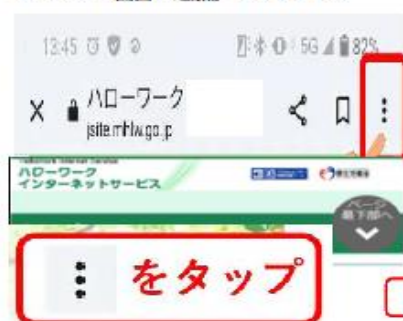 13:45
5G 82%
ハローワーク
jsite.mhlw.go.jp
ハローワーク
インターネットサービス
ページ
最下部へ
をタップ